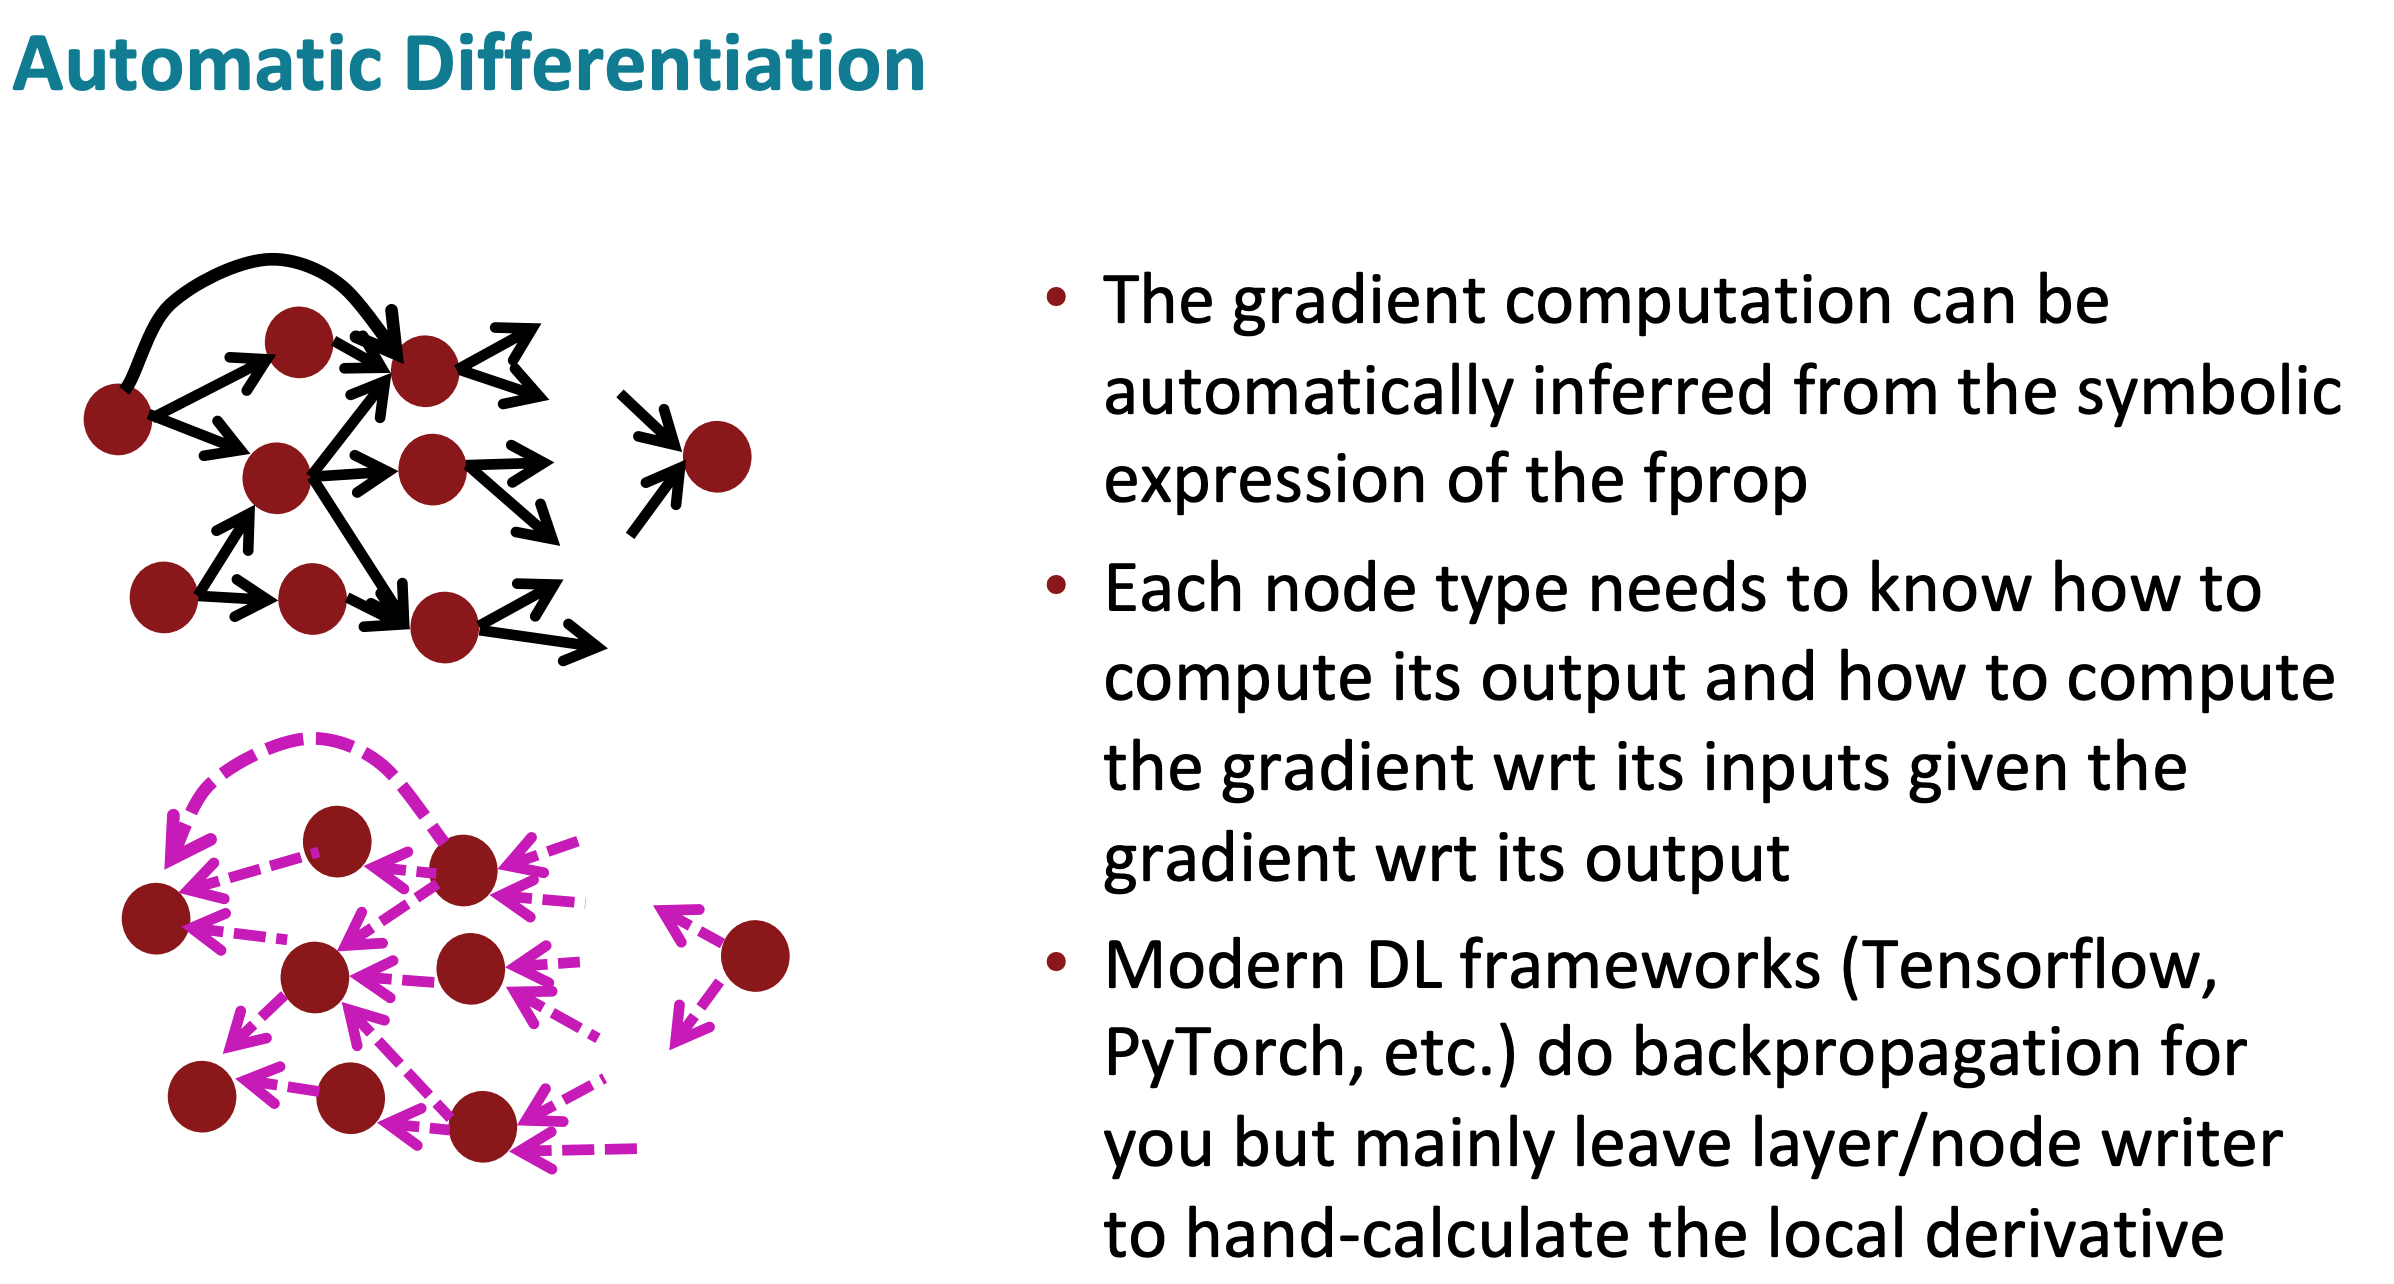 Automatic Differentiation
• The gradient computation can be
automatically inferred from the symbolic
expression of the fprop
• Each node type needs to know how to
compute its output and how to compute
the gradient wrt its inputs given the
gradient wrt its output
• Modern DL frameworks (Tensorflow,
PyTorch, etc.) do backpropagation for
you but mainly leave layer/node writer
to hand-calculate the local derivative